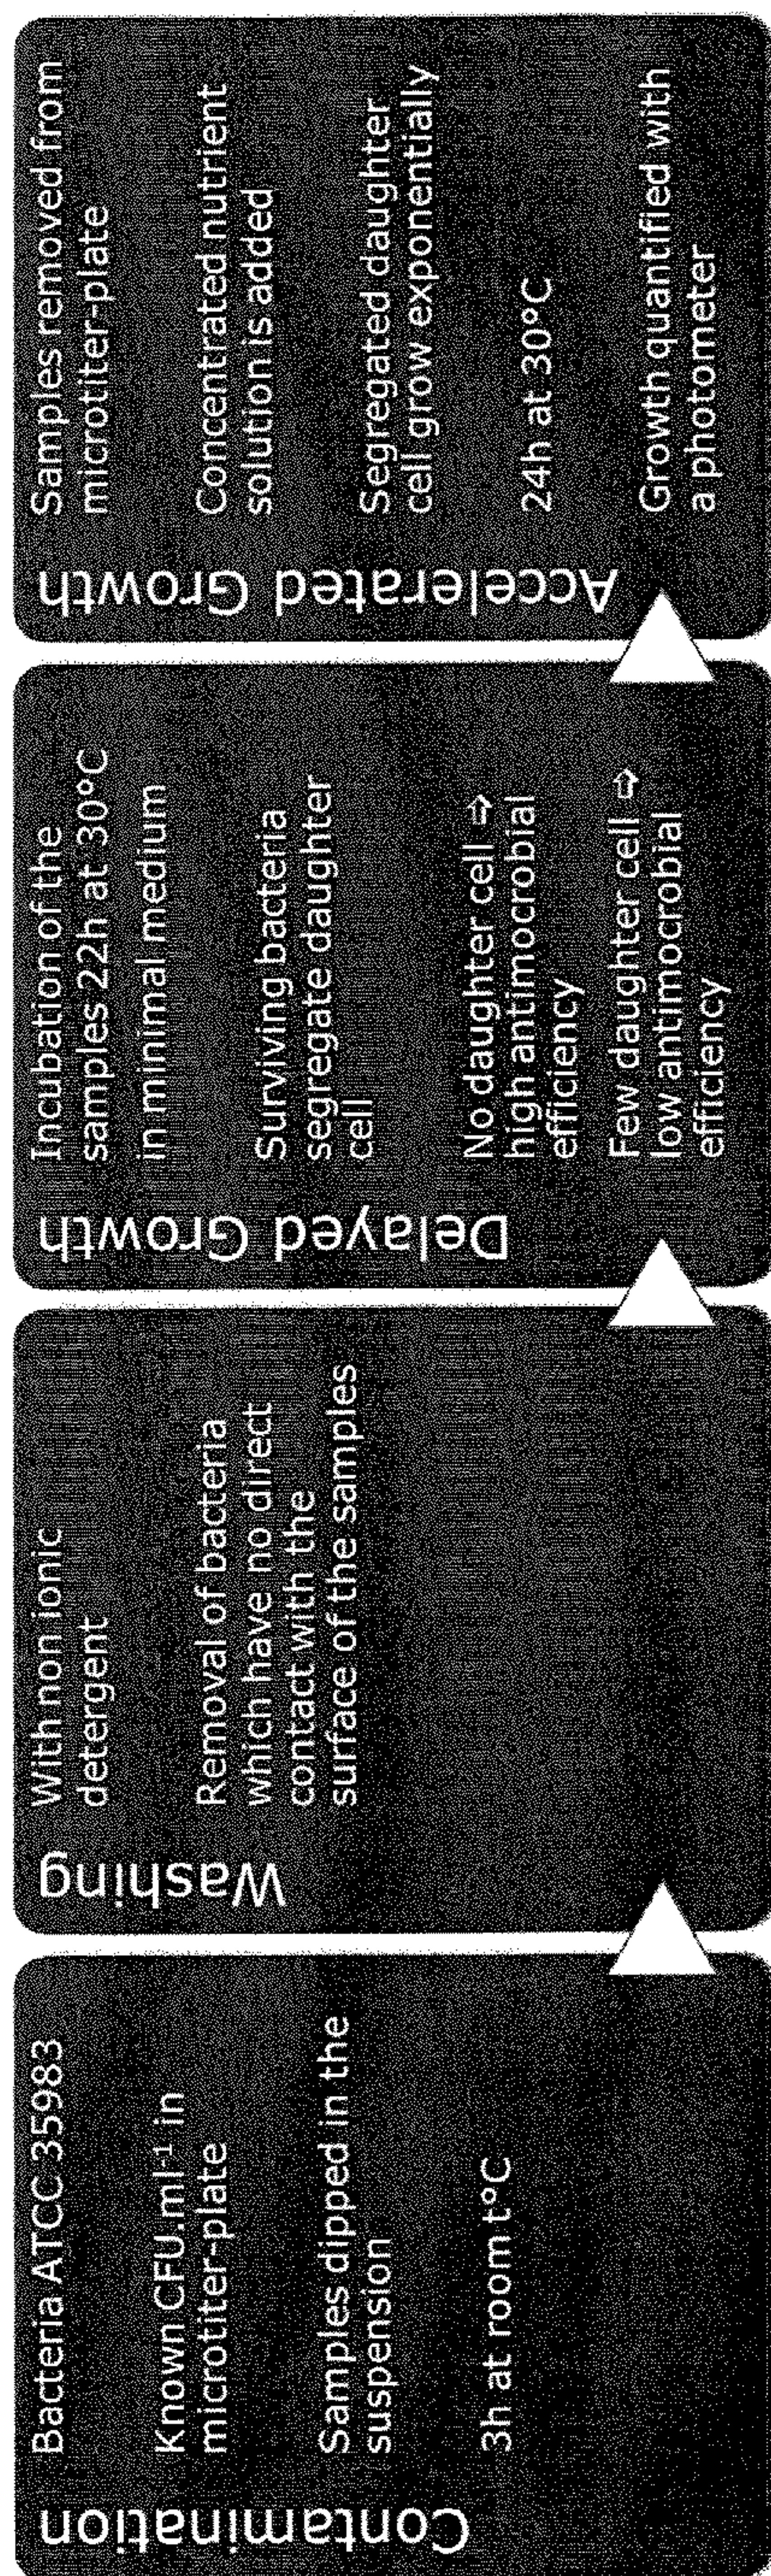 Contamination
Bacteria ATCC 35983
Known CFU.ml⁻¹ in
microtiter-plate
Samples dipped in the
suspension
3h at room t°C
Washing
With non ionic
detergent
Removal of bacteria
which have no direct
contact with the
surface of the samples
Delayed Growth
Incubation of the
samples 22h at 30°C
in minimal medium
Surviving bacteria
segregate daughter
cell
No daughter cell ⇨
high antimocrobial
efficiency
Few daughter cell ⇨
low antimocrobial
efficiency
Accelerated Growth
Samples removed from
microtiter-plate
Concentrated nutrient
solution is added
Segregated daughter
cell grow exponentially
24h at 30°C
Growth quantified with
a photometer